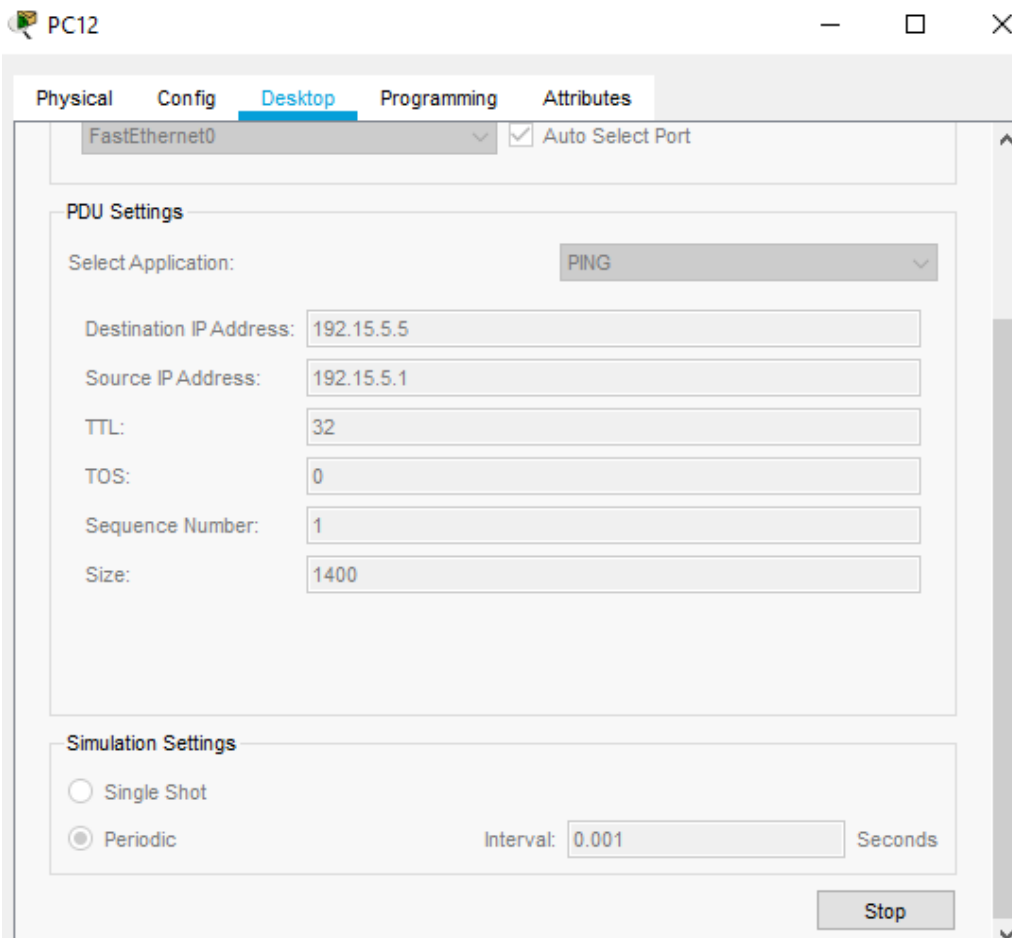 PC12
Physical Config Desktop Programming Attributes
FastEthernet0 Auto Select Port
PDU Settings
Select Application: PING
Destination IP Address: 192.15.5.5
Source IP Address: 192.15.5.1
TTL: 32
TOS: 0
Sequence Number: 1
Size: 1400
Simulation Settings
Single Shot
Periodic Interval: 0.001 Seconds
Stop